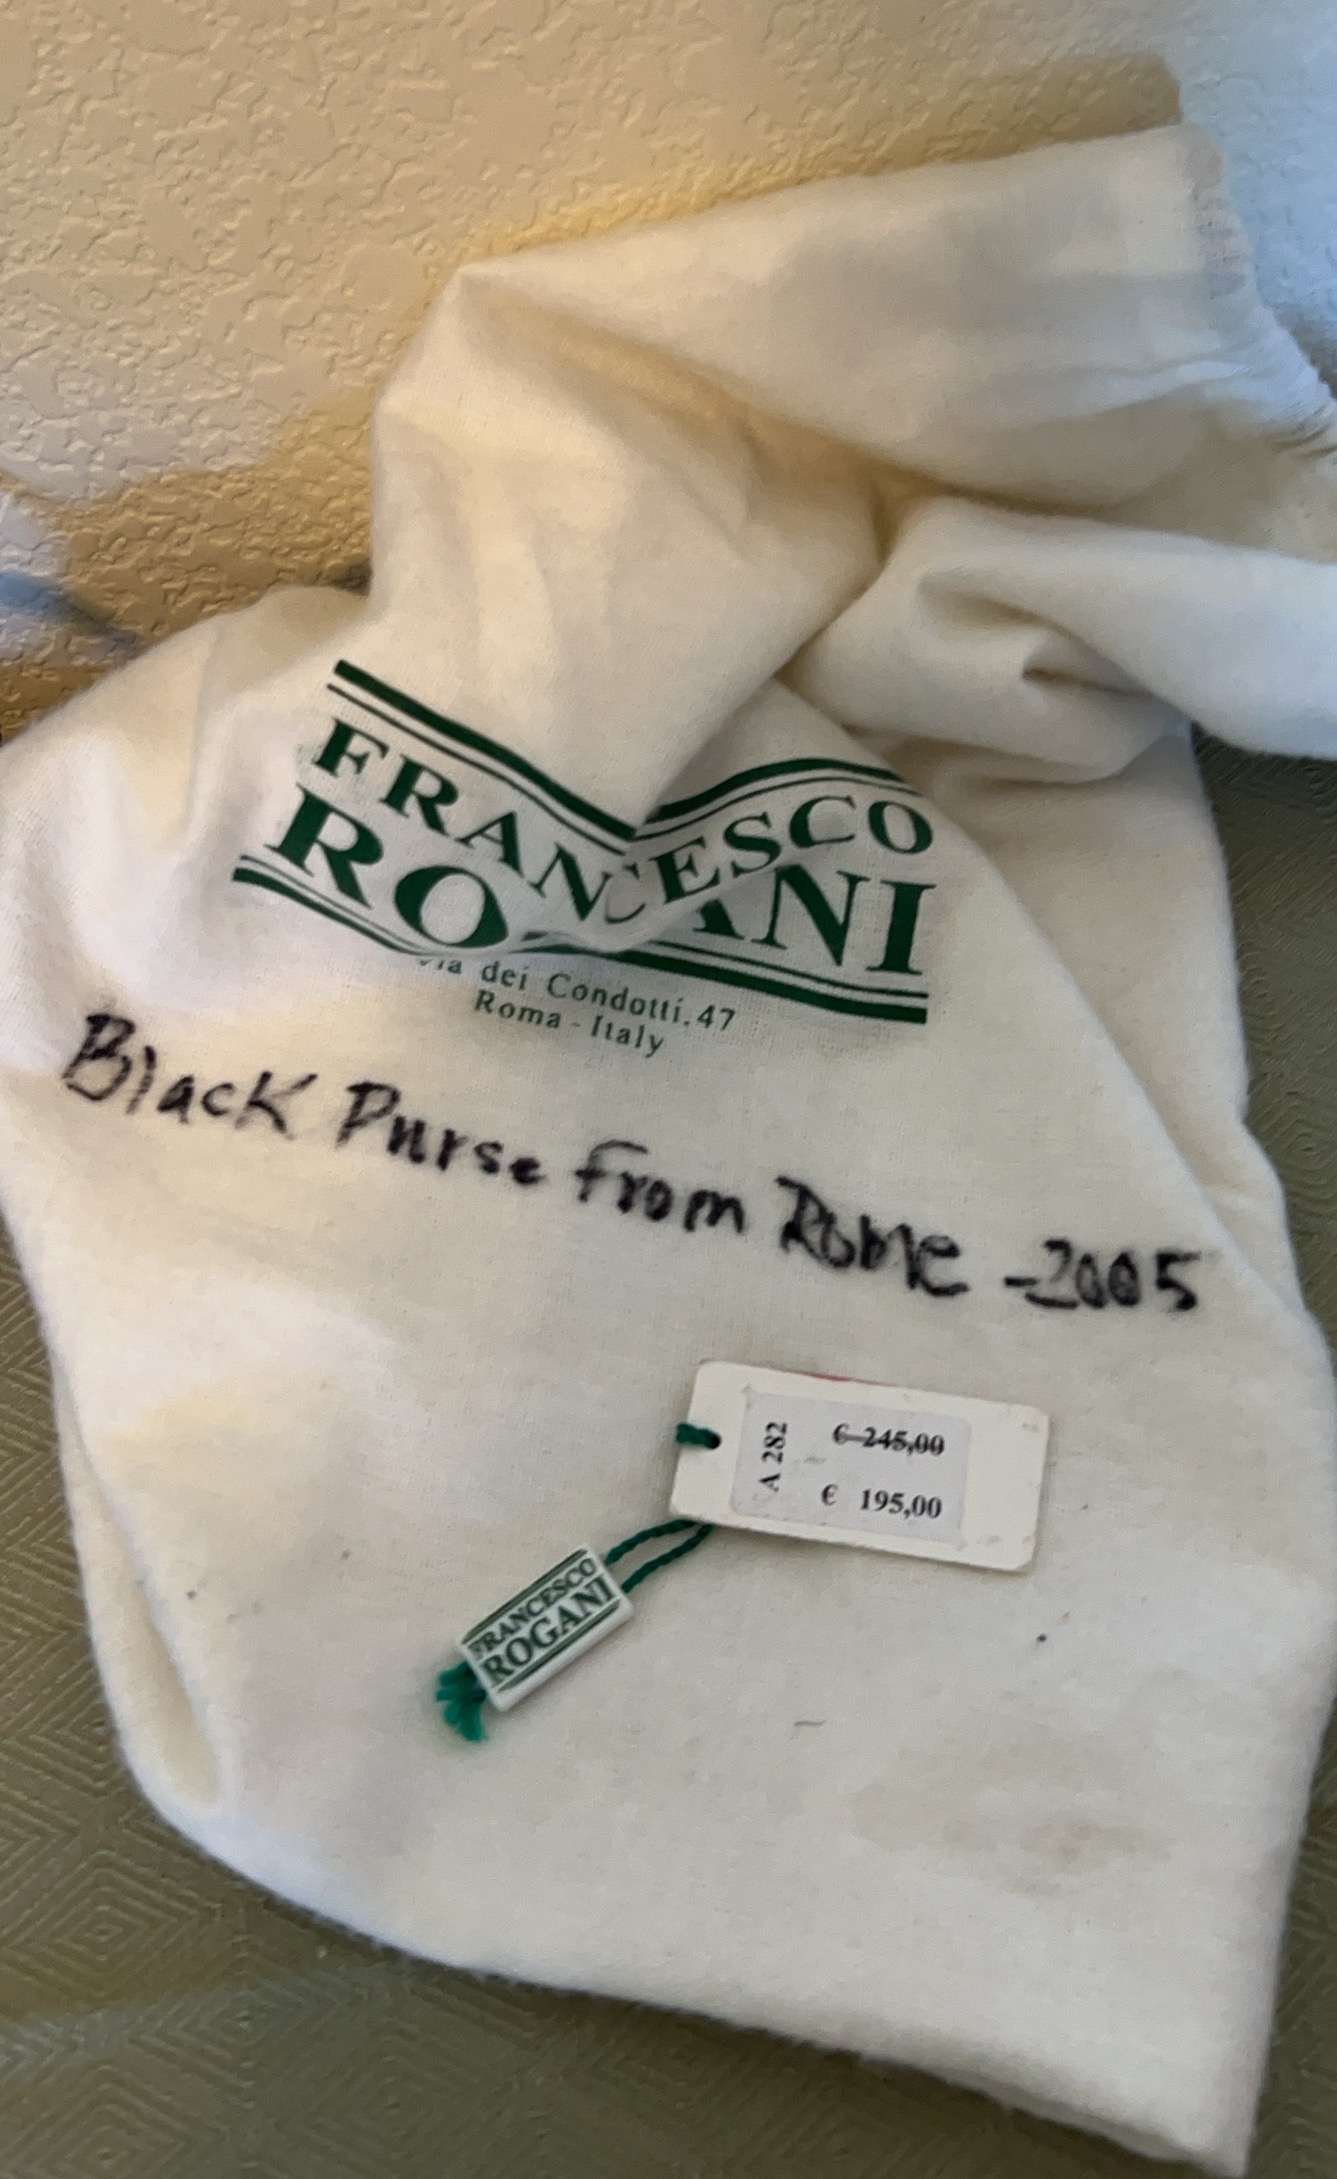 FRANCESCO
ROGANI
Via dei Condotti, 47
Roma - Italy
Black Purse from Rome - 2005
A 282
€ 245,00
€ 195,00
FRANCESCO
ROGANI